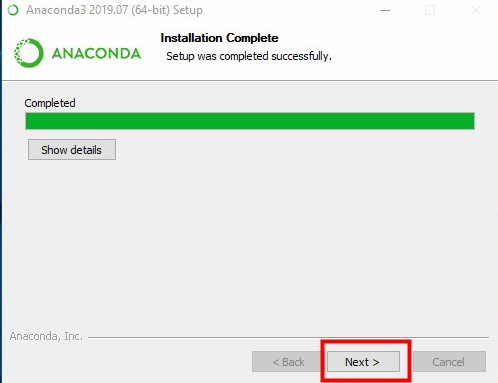 Anaconda3 2019.07 (64-bit) Setup
ANACONDA
Installation Complete
Setup was completed successfully.
Completed
Show details
Anaconda, Inc.
< Back
Next >
Cancel